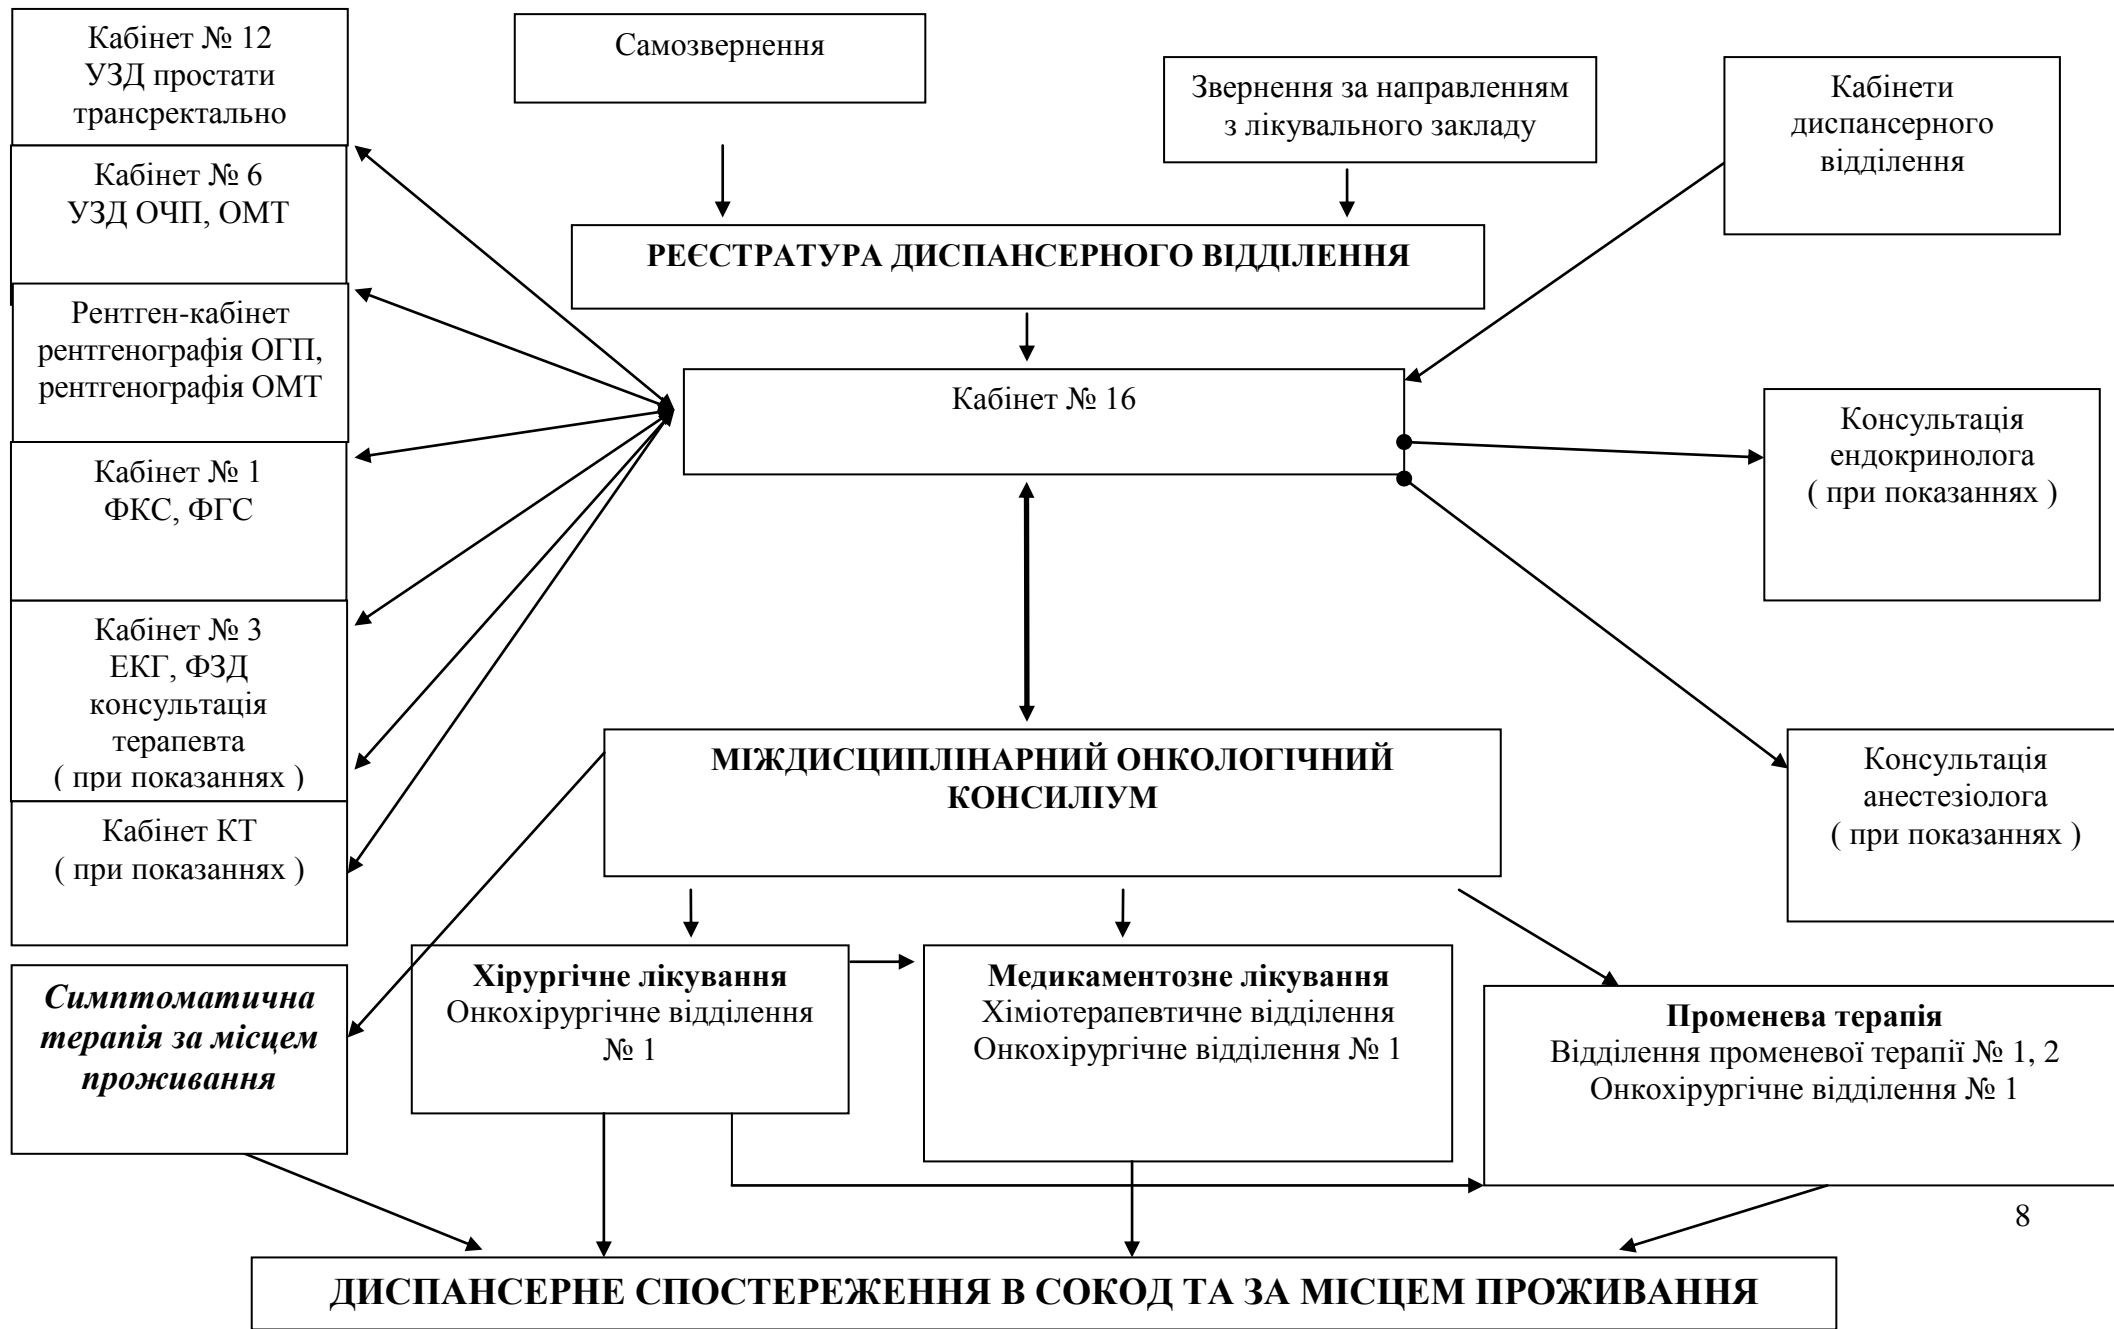 Кабінет № 12
УЗД простати
трансректально
Самозвернення
Звернення за направленням
з лікувального закладу
Кабінети
диспансерного
відділення
Кабінет № 6
УЗД ОЧП, ОМТ
РЕЄСТРАТУРА ДИСПАНСЕРНОГО ВІДДІЛЕННЯ
Рентген-кабінет
рентгенографія ОГП,
рентгенографія ОМТ
Кабінет № 16
Консультація
ендокринолога
( при показаннях )
Кабінет № 1
ФКС, ФГС
Кабінет № 3
ЕКГ, ФЗД
консультація
терапевта
( при показаннях )
МІЖДИСЦИПЛІНАРНИЙ ОНКОЛОГІЧНИЙ
КОНСИЛІУМ
Консультація
анестезіолога
( при показаннях )
Кабінет КТ
( при показаннях )
Симптоматична
терапія за місцем
проживання
Хірургічне лікування
Онкохірургічне відділення
№ 1
Медикаментозне лікування
Хіміотерапевтичне відділення
Онкохірургічне відділення № 1
Променева терапія
Відділення променевої терапії № 1, 2
Онкохірургічне відділення № 1
8
ДИСПАНСЕРНЕ СПОСТЕРЕЖЕННЯ В СОКОД ТА ЗА МІСЦЕМ ПРОЖИВАННЯ